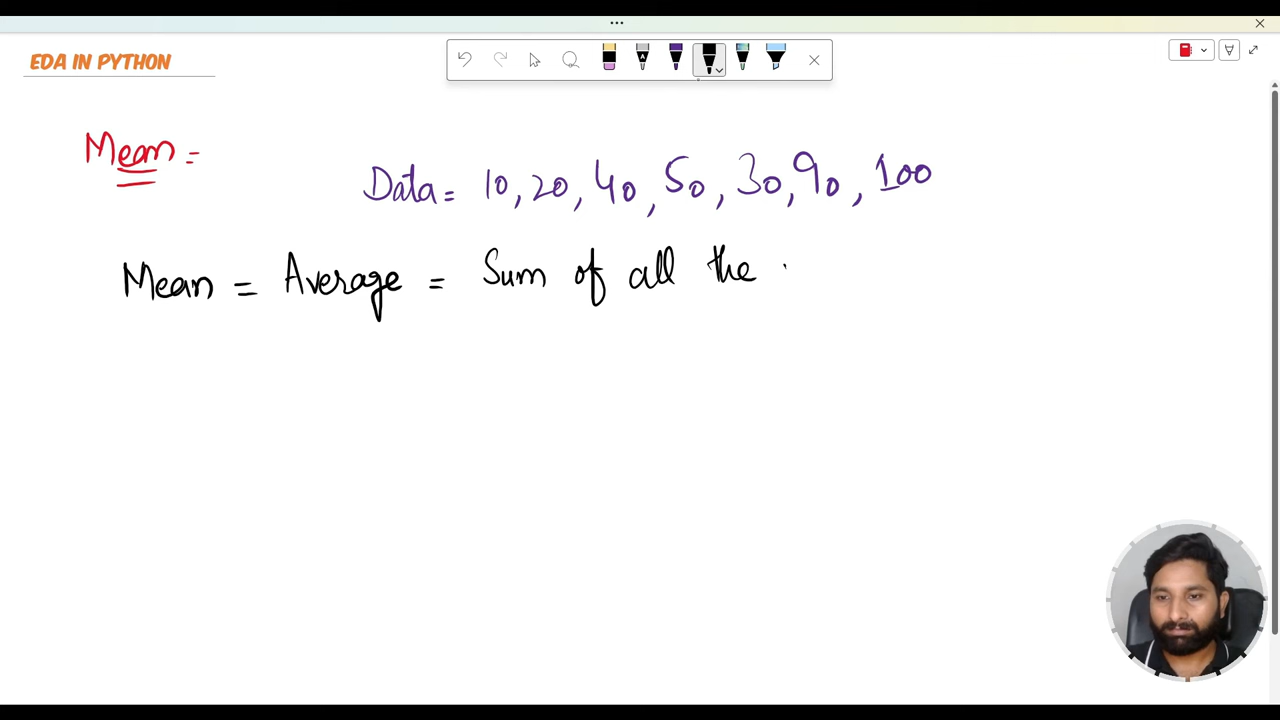 EDA IN PYTHON
Mean =
Data = 10, 20, 40, 50, 30, 90, 100
Mean = Average = Sum of all the